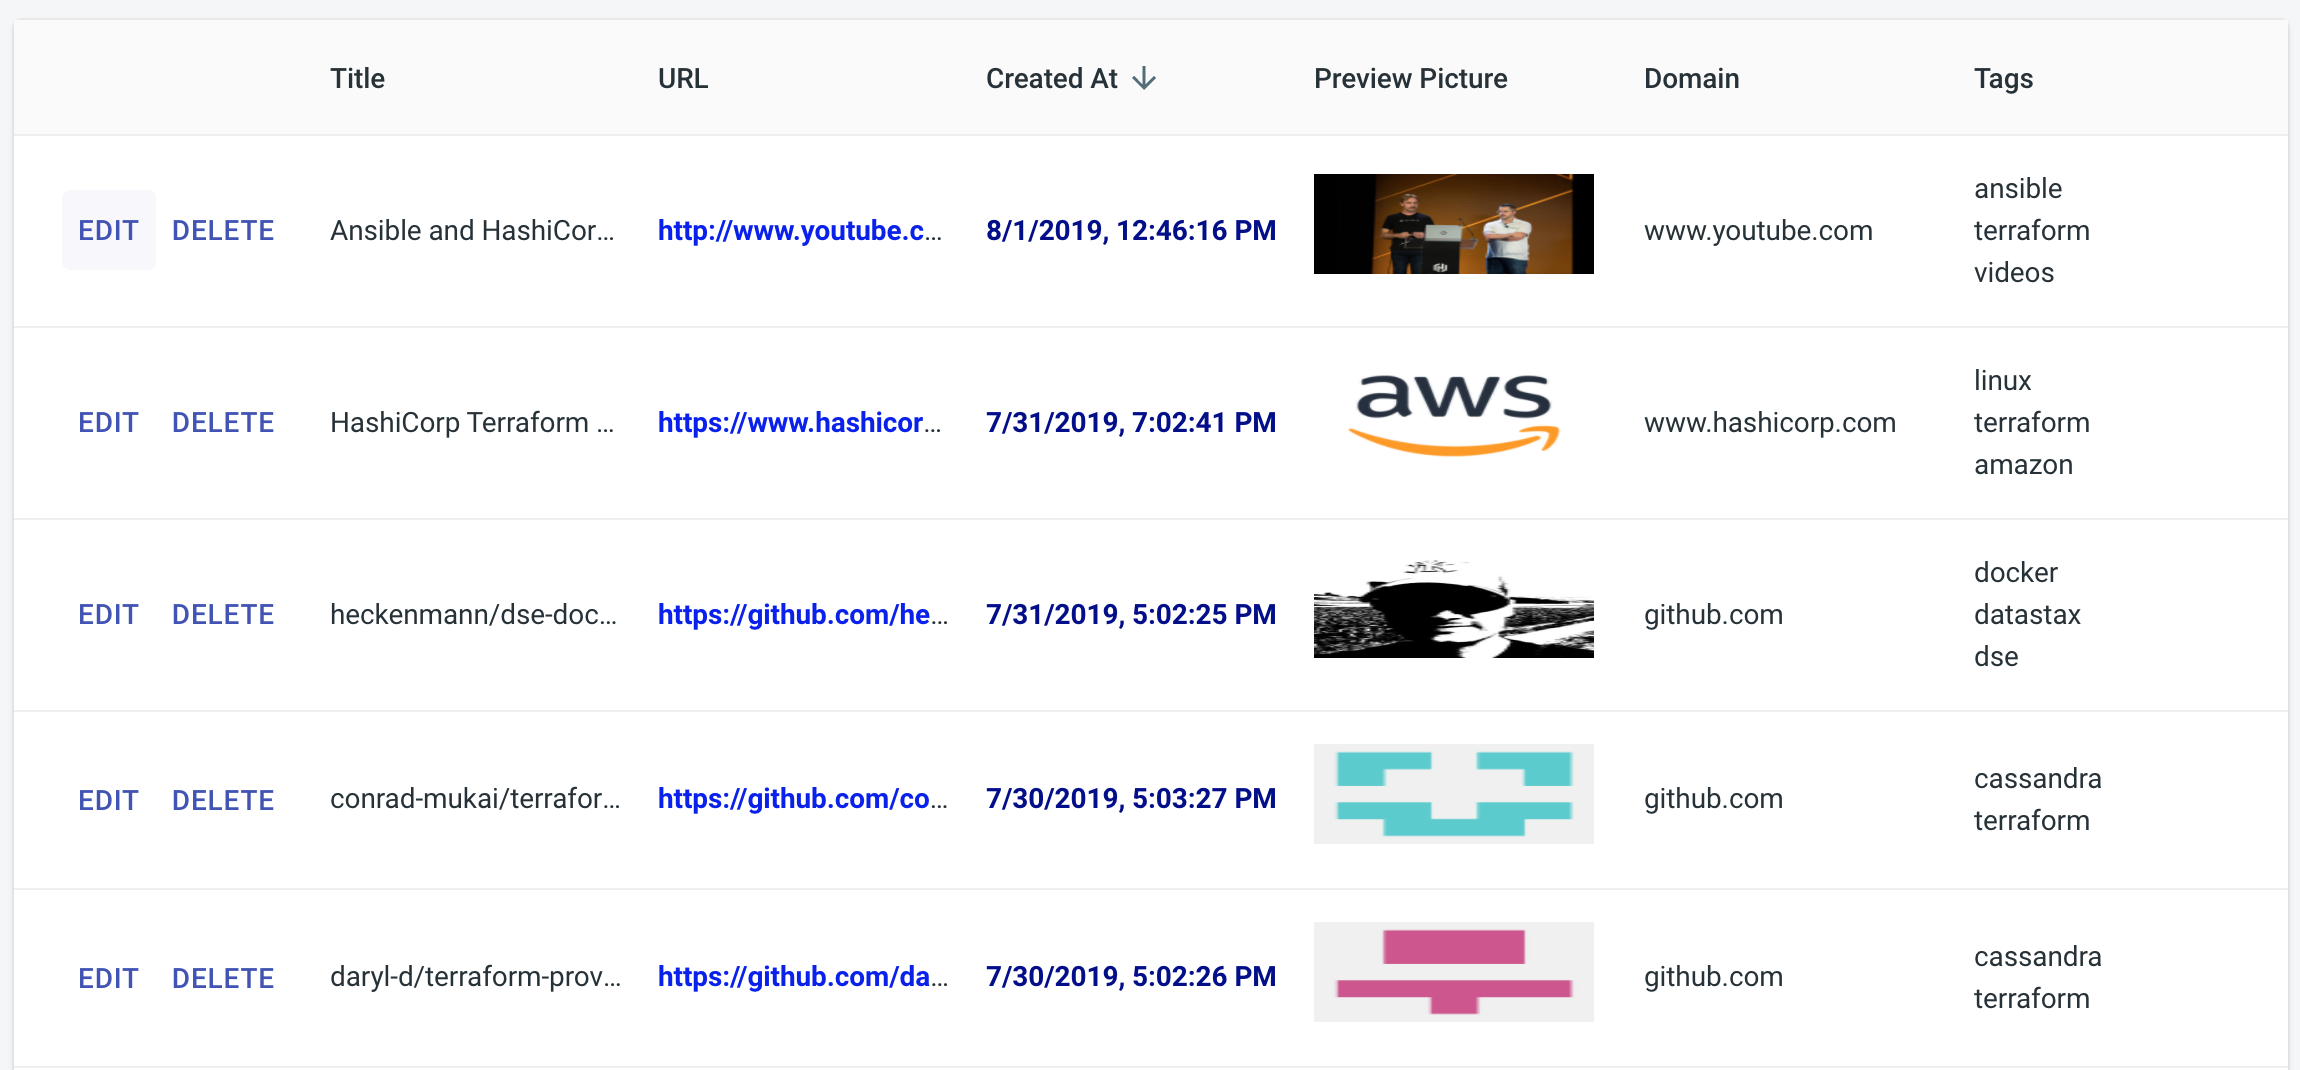 Title URL Created At Preview Picture Domain Tags
EDIT DELETE Ansible and HashiCor... http://www.youtube.c... 8/1/2019, 12:46:16 PM www.youtube.com ansible
terraform
videos
EDIT DELETE HashiCorp Terraform ... https://www.hashicor... 7/31/2019, 7:02:41 PM aws www.hashicorp.com linux
terraform
amazon
EDIT DELETE heckenmann/dse-doc... https://github.com/he... 7/31/2019, 5:02:25 PM github.com docker
datastax
dse
EDIT DELETE conrad-mukai/terrafor... https://github.com/co... 7/30/2019, 5:03:27 PM github.com cassandra
terraform
EDIT DELETE daryl-d/terraform-prov... https://github.com/da... 7/30/2019, 5:02:26 PM github.com cassandra
terraform